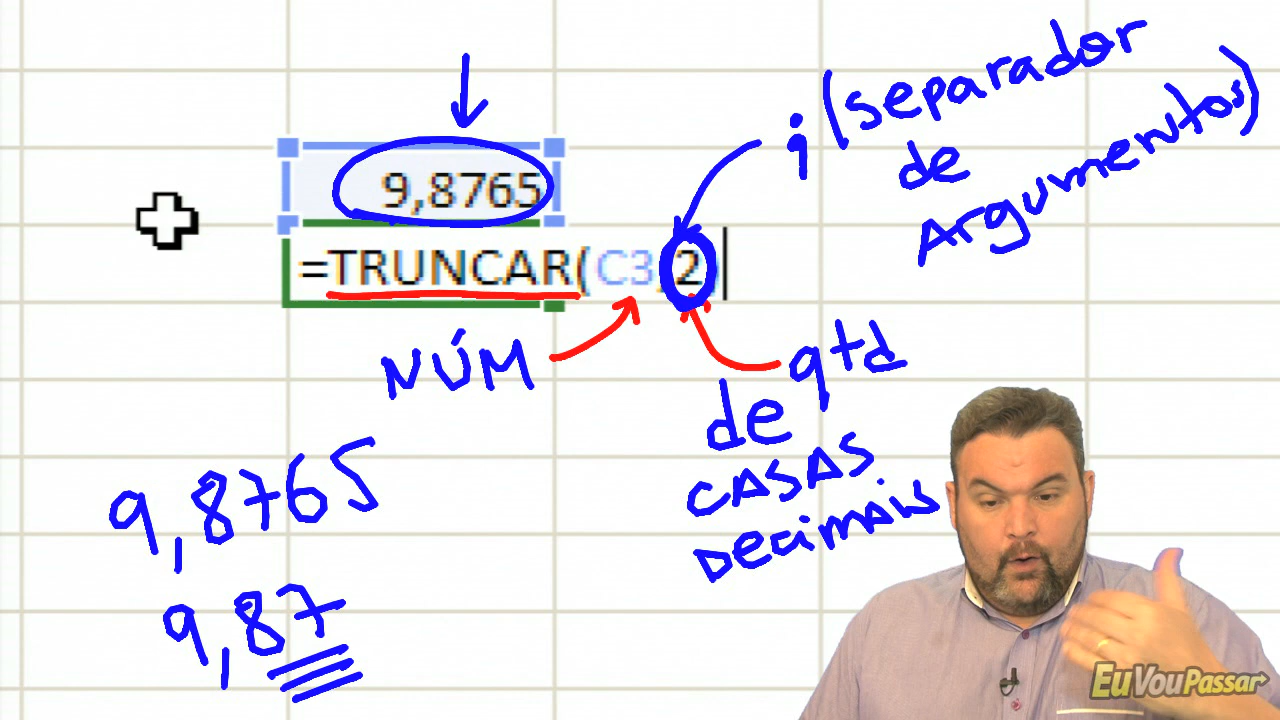 ; (separador
de
Argumentos)
9,8765
=TRUNCAR(C3;2)
NÚM
qtd
de
CASAS
Decimais
9,8765
9,87
EuVouPassar